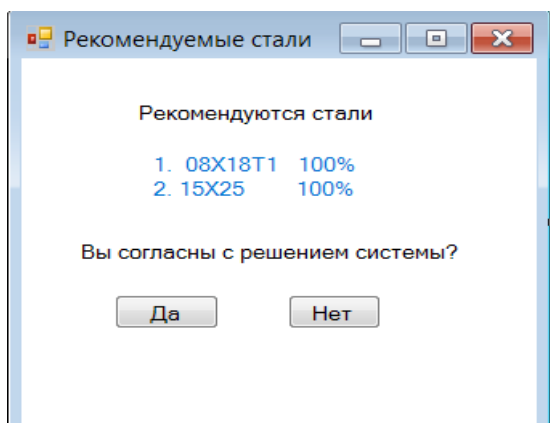 Рекомендуемые стали
Рекомендуются стали
1. 08Х18Т1 100%
2. 15Х25 100%
Вы согласны с решением системы?
Да Нет